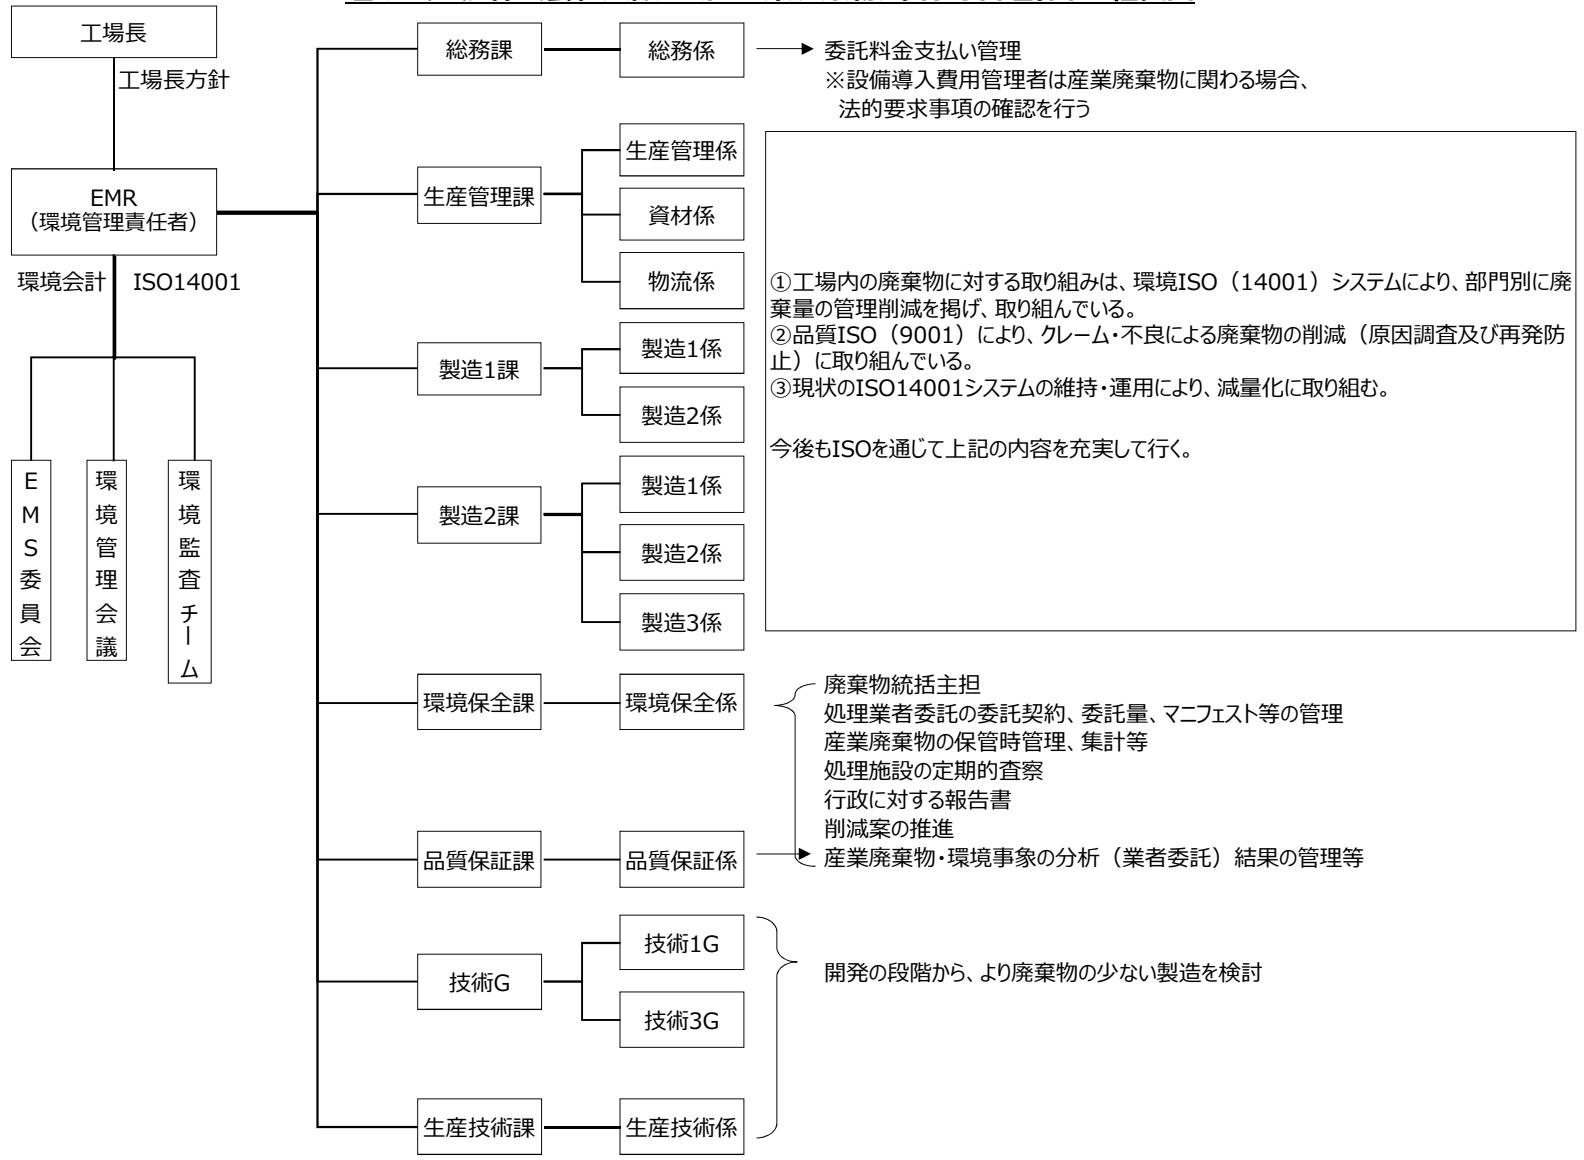 工場長
工場長方針
EMR
（環境管理責任者）
環境会計
ISO14001
EMS委員会
環境管理会議
環境監査チーム
総務課
総務係
委託料金支払い管理
※設備導入費用管理者は産業廃棄物に関わる場合、
法的要求事項の確認を行う
生産管理課
生産管理係
資材係
物流係
製造1課
製造1係
製造2係
製造2課
製造1係
製造2係
製造3係
①工場内の廃棄物に対する取り組みは、環境ISO（14001）システムにより、部門別に廃
棄量の管理削減を掲げ、取り組んでいる。
②品質ISO（9001）により、クレーム・不良による廃棄物の削減（原因調査及び再発防
止）に取り組んでいる。
③現状のISO14001システムの維持・運用により、減量化に取り組む。
今後もISOを通じて上記の内容を充実して行く。
環境保全課
環境保全係
廃棄物統括主担
処理業者委託の委託契約、委託量、マニフェスト等の管理
産業廃棄物の保管時管理、集計等
処理施設の定期的査察
行政に対する報告書
削減案の推進
品質保証課
品質保証係
産業廃棄物・環境事象の分析（業者委託）結果の管理等
技術G
技術1G
技術3G
開発の段階から、より廃棄物の少ない製造を検討
生産技術課
生産技術係